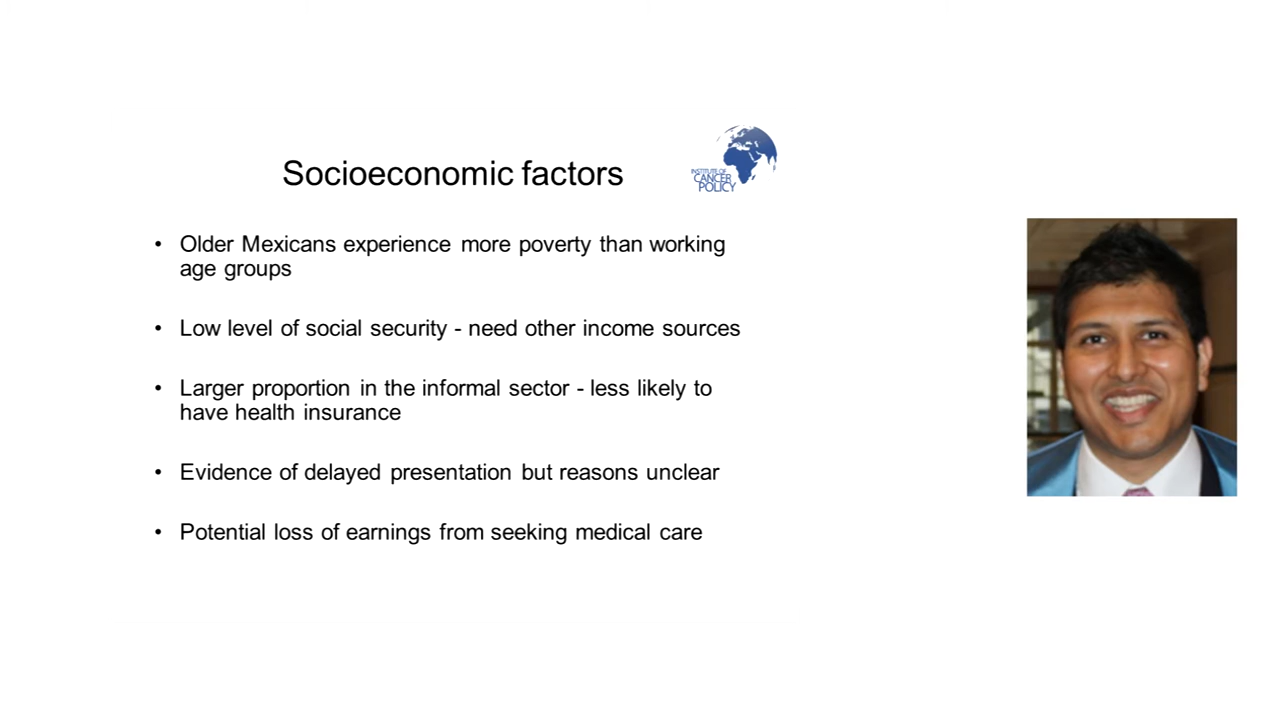 Socioeconomic factors
INSTITUTE OF
CANCER
POLICY
• Older Mexicans experience more poverty than working
age groups
• Low level of social security - need other income sources
• Larger proportion in the informal sector - less likely to
have health insurance
• Evidence of delayed presentation but reasons unclear
• Potential loss of earnings from seeking medical care